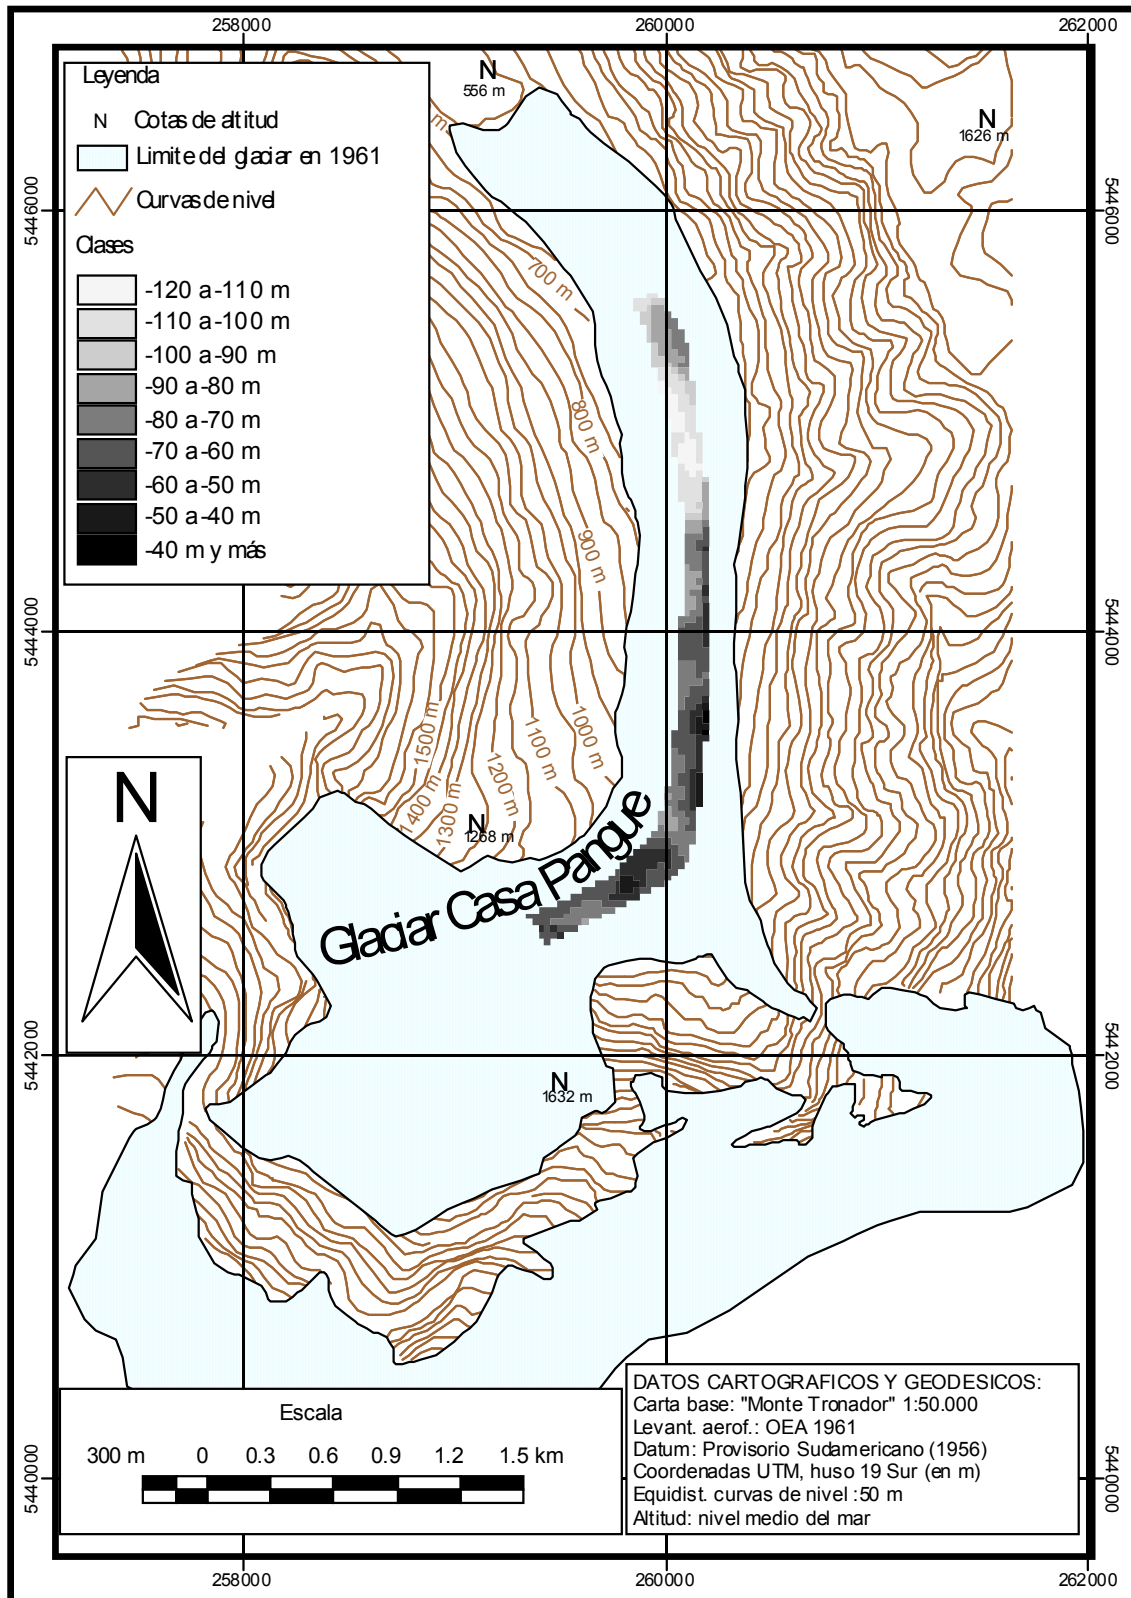 258000
260000
262000
Leyenda
N Cotas de altitud
Limite del glaciar en 1961
Curvas de nivel
Clases
-120 a -110 m
-110 a -100 m
-100 a -90 m
-90 a -80 m
-80 a -70 m
-70 a -60 m
-60 a -50 m
-50 a -40 m
-40 m y más
N
556 m
N
1626 m
m
5446000
5446000
700 m
800 m
900 m
5444000
5444000
1000 m
1100 m
1200 m
1300 m
1400 m
1500 m
N
1268 m
N
Glaciar Casa Pangue
5442000
5442000
N
1632 m
Escala
300 m 0 0.3 0.6 0.9 1.2 1.5 km
DATOS CARTOGRAFICOS Y GEODESICOS:
Carta base: "Monte Tronador" 1:50.000
Levant. aerof.: OEA 1961
Datum: Provisorio Sudamericano (1956)
Coordenadas UTM, huso 19 Sur (en m)
Equidist. curvas de nivel :50 m
Altitud: nivel medio del mar
5440000
5440000
258000
260000
262000